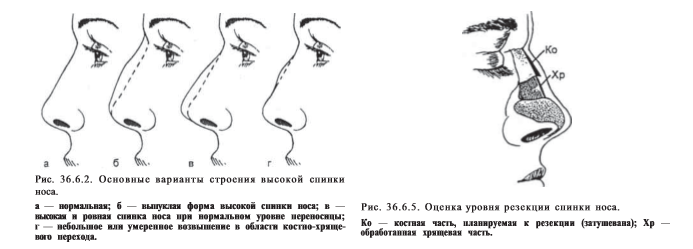 а
б
в
г
Рис. 36.6.2. Основные варианты строения высокой спинки
носа.
а — нормальная; б — выпуклая форма высокой спинки носа; в —
высокая и ровная спинка носа при нормальном уровне переносицы;
г — небольшое или умеренное возвышение в области костно-хряще-
вого перехода.
Ко
Хр
Рис. 36.6.5. Оценка уровня резекции спинки носа.
Ко — костная часть, планируемая к резекции (затушевана); Хр —
обработанная хрящевая часть.